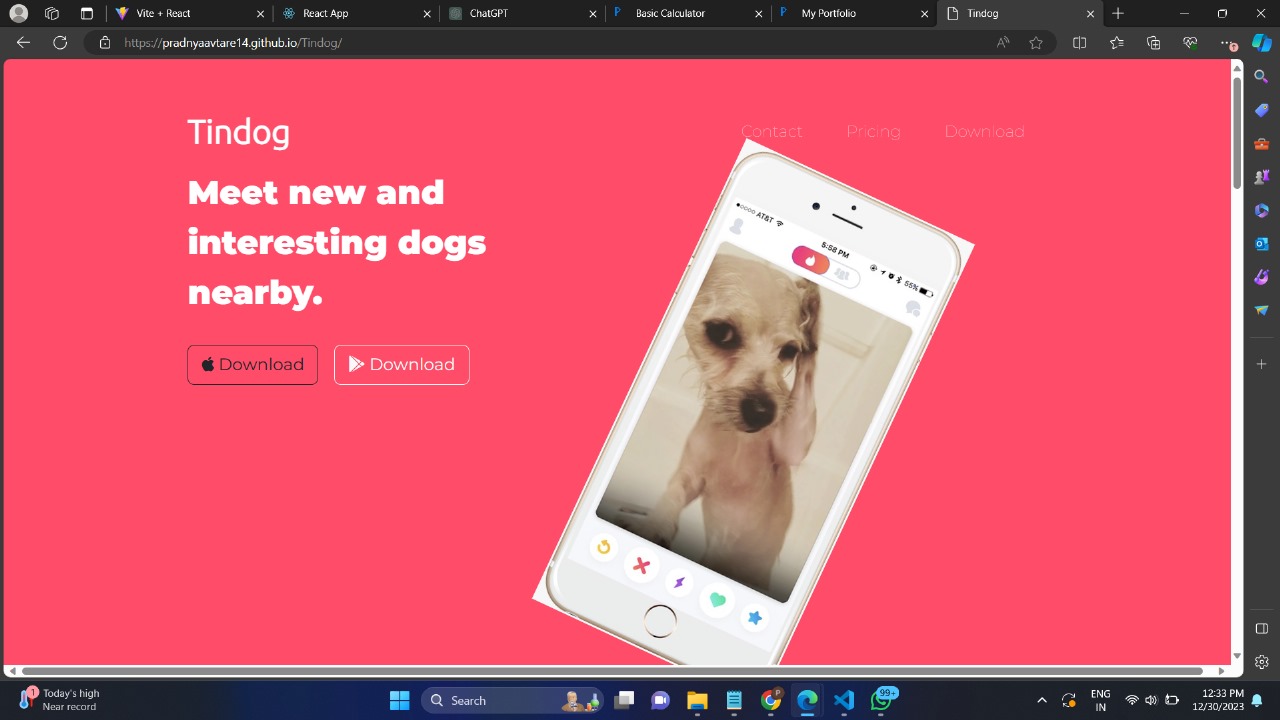 Vite + React
React App
ChatGPT
Basic Calculator
My Portfolio
Tindog
https://pradnyaavtare14.github.io/Tindog/
Tindog
Contact Pricing Download
Meet new and
interesting dogs
nearby.
Download Download
AT&T 5:58 PM 55%
1 Today's high
Near record
Search
P
99+
ENG
IN
12:33 PM
12/30/2023